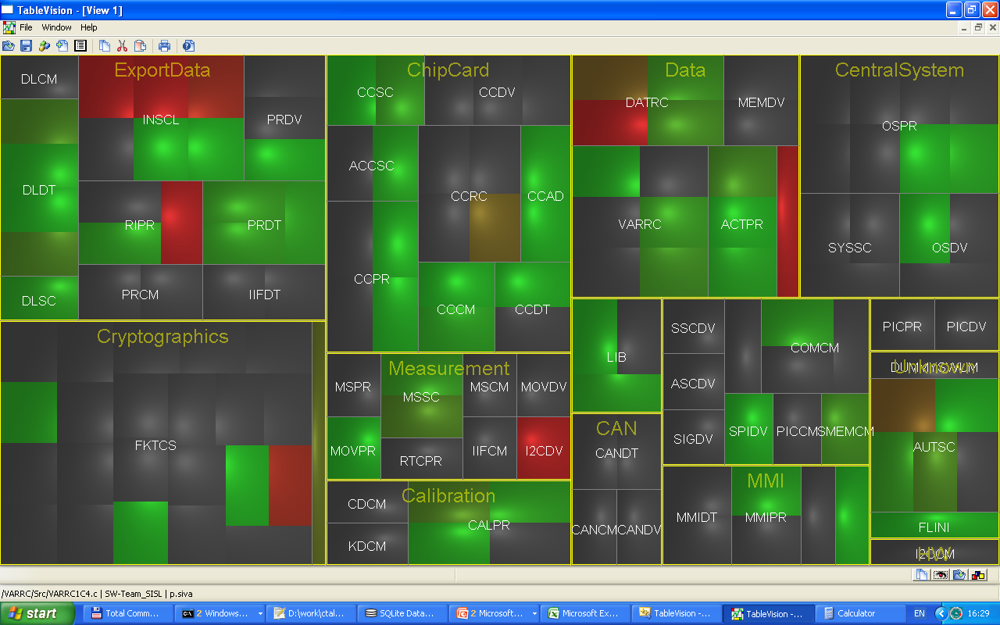 TableVision - [View 1]
File Window Help
ExportData
DLCM
INSCL
PRDV
DLDT
RIPR
PRDT
PRCM
IIFDT
DLSC
ChipCard
CCSC
CCDV
ACCSC
CCRC
CCAD
CCPR
CCCM
CCDT
Data
DATRC
MEMDV
VARRC
ACTPR
CentralSystem
OSPR
SYSSC
OSDV
Cryptographics
FKTCS
Measurement
MSPR
MSSC
MSCM
MOVDV
MOVPR
RTCPR
IIFCM
I2CDV
Calibration
CDCM
CALPR
KDCM
LIB
CAN
CANDT
CANCM
CANDV
SSCDV
COMCM
ASCDV
SIGDV
SPIDV
PICCM
SMEMCM
MMI
MMIDT
MMIPR
PICPR
PICDV
Unknown
AUTSC
FLINI
HW
I2CCM
/VARRC/Src/VARRC1C4.c | SW-Team_SISL | p.siva
start
Total Comm...
2 Windows...
D:\work\ctal...
SQLite Datab...
2 Microsoft...
Microsoft Ex...
TableVision -...
TableVision -...
Calculator
EN
16:29